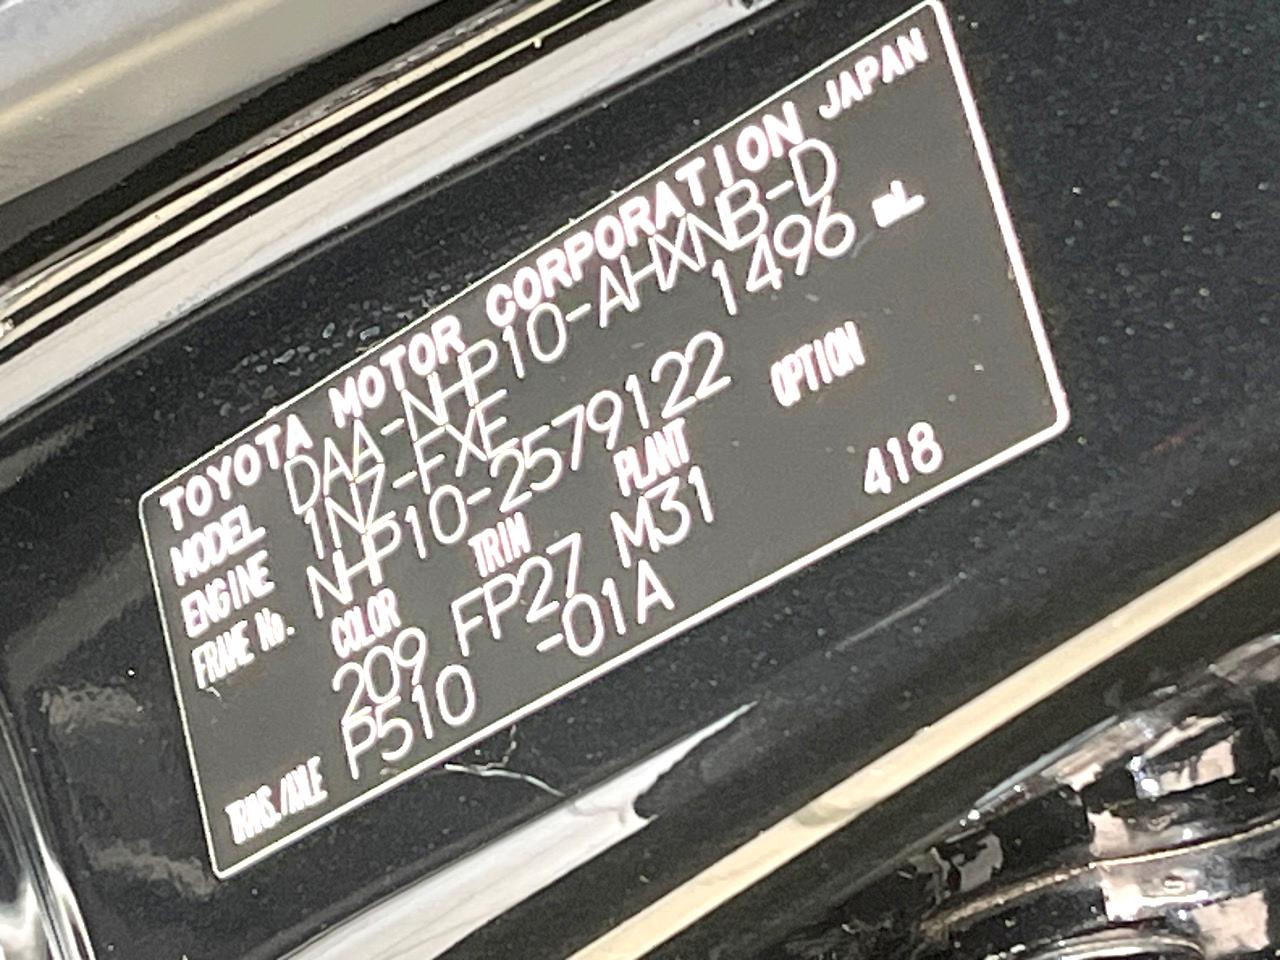 TOYOTA MOTOR CORPORATION JAPAN
MODEL DAA-NHP10-AHXNB-D
ENGINE 1NZ-FXE 1496 mL
FRAME No. NHP10-2579122
COLOR TRIM PLANT OPTION
209 FP27 M31
TRANS./AXLE P510 -01A 418